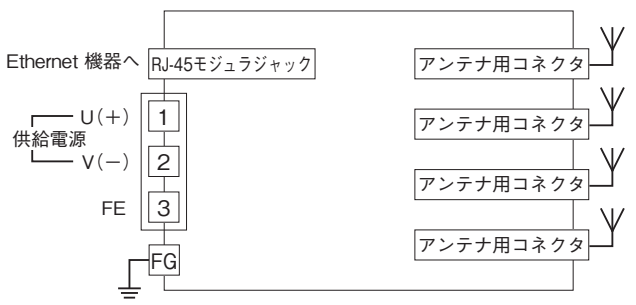 Ethernet 機器へ
RJ-45モジュラジャック
アンテナ用コネクタ
U(+)
1
供給電源
アンテナ用コネクタ
V(−)
2
アンテナ用コネクタ
FE
3
アンテナ用コネクタ
FG